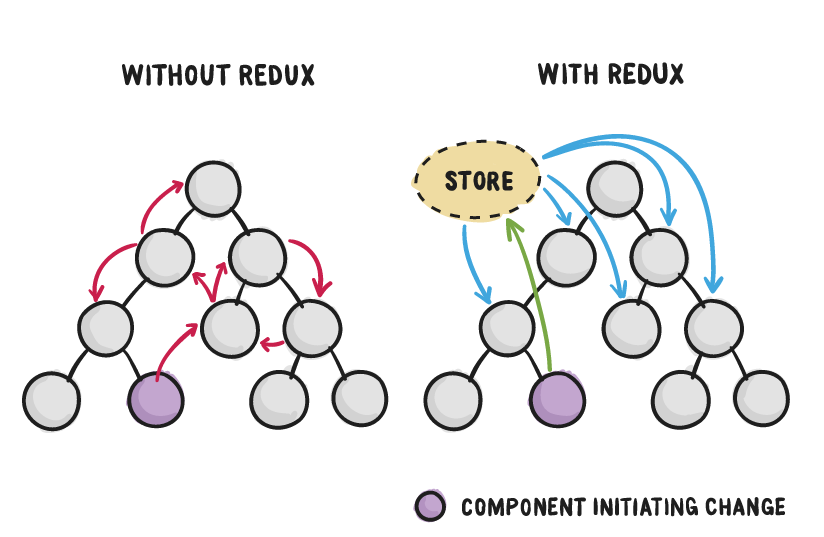 WITHOUT REDUX
WITH REDUX
STORE
COMPONENT INITIATING CHANGE